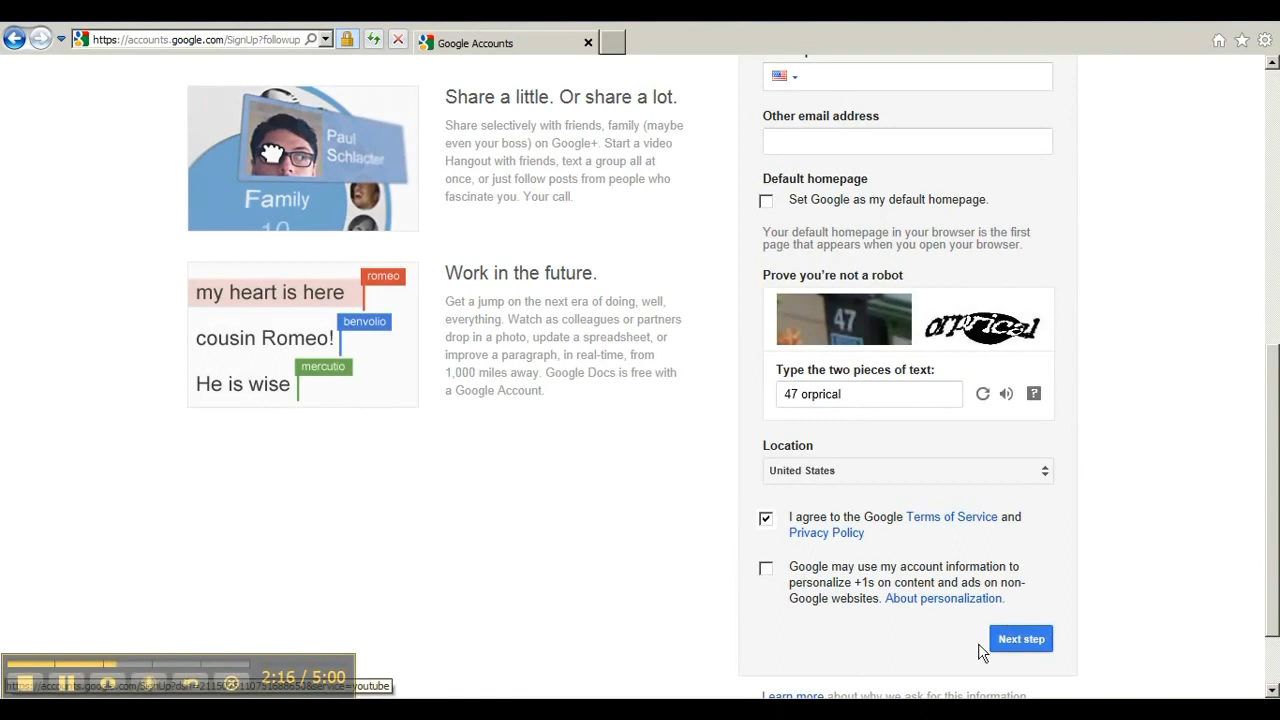 https://accounts.google.com/SignUp?followup
Google Accounts
Share a little. Or share a lot.
Share selectively with friends, family (maybe
even your boss) on Google+. Start a video
Hangout with friends, text a group all at
once, or just follow posts from people who
fascinate you. Your call.
Paul
Schlacter
Family
10
Work in the future.
Get a jump on the next era of doing, well,
everything. Watch as colleagues or partners
drop in a photo, update a spreadsheet, or
improve a paragraph, in real-time, from
1,000 miles away. Google Docs is free with
a Google Account.
romeo
my heart is here
benvolio
cousin Romeo!
mercutio
He is wise
Other email address
Default homepage
Set Google as my default homepage.
Your default homepage in your browser is the first
page that appears when you open your browser.
Prove you're not a robot
47
orprical
Type the two pieces of text:
47 orprical
Location
United States
I agree to the Google Terms of Service and
Privacy Policy
Google may use my account information to
personalize +1s on content and ads on non-
Google websites. About personalization.
Next step
Learn more about why we ask for this information
2:16 / 5:00